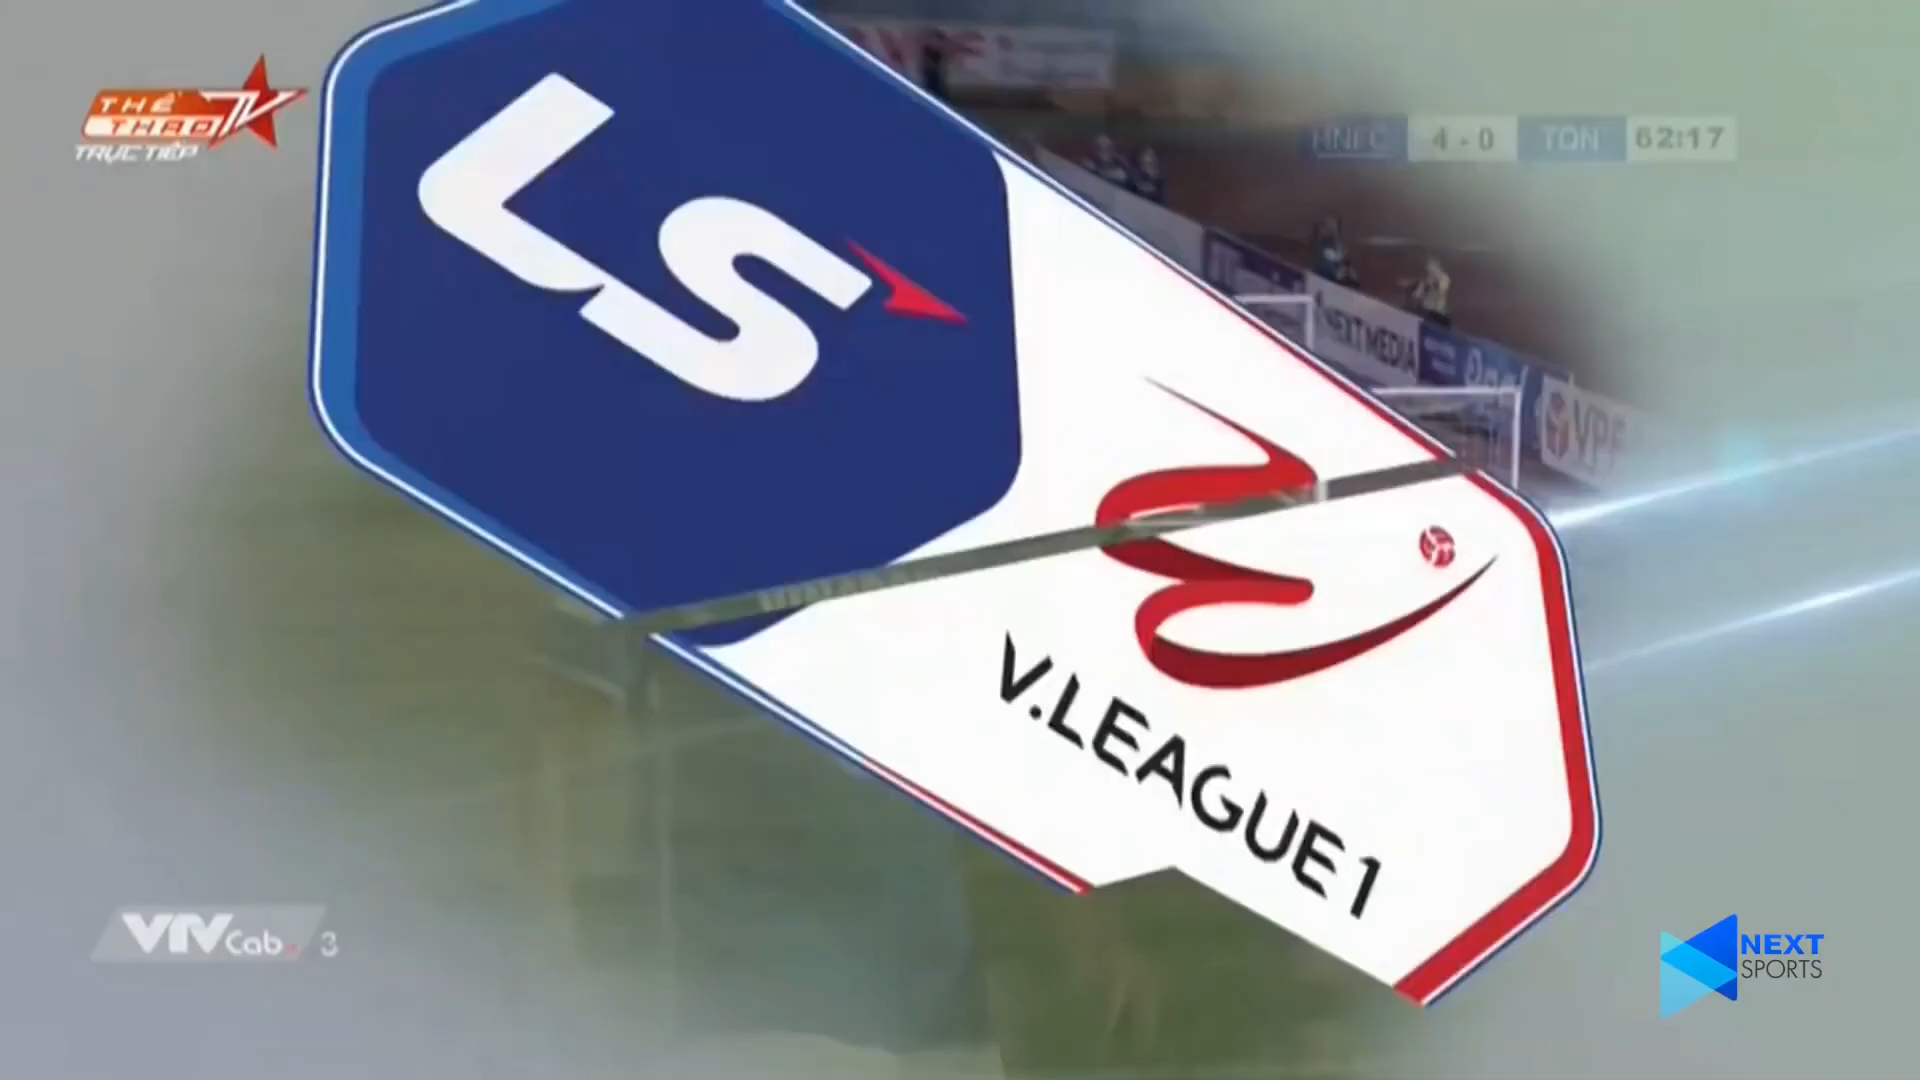 THỂ
THAO TV
TRỰC TIẾP
LS
HNFC 4 - 0 TQN 62:17
NEXT MEDIA
VPF
V.LEAGUE 1
VTVCab 3
NEXT
SPORTS